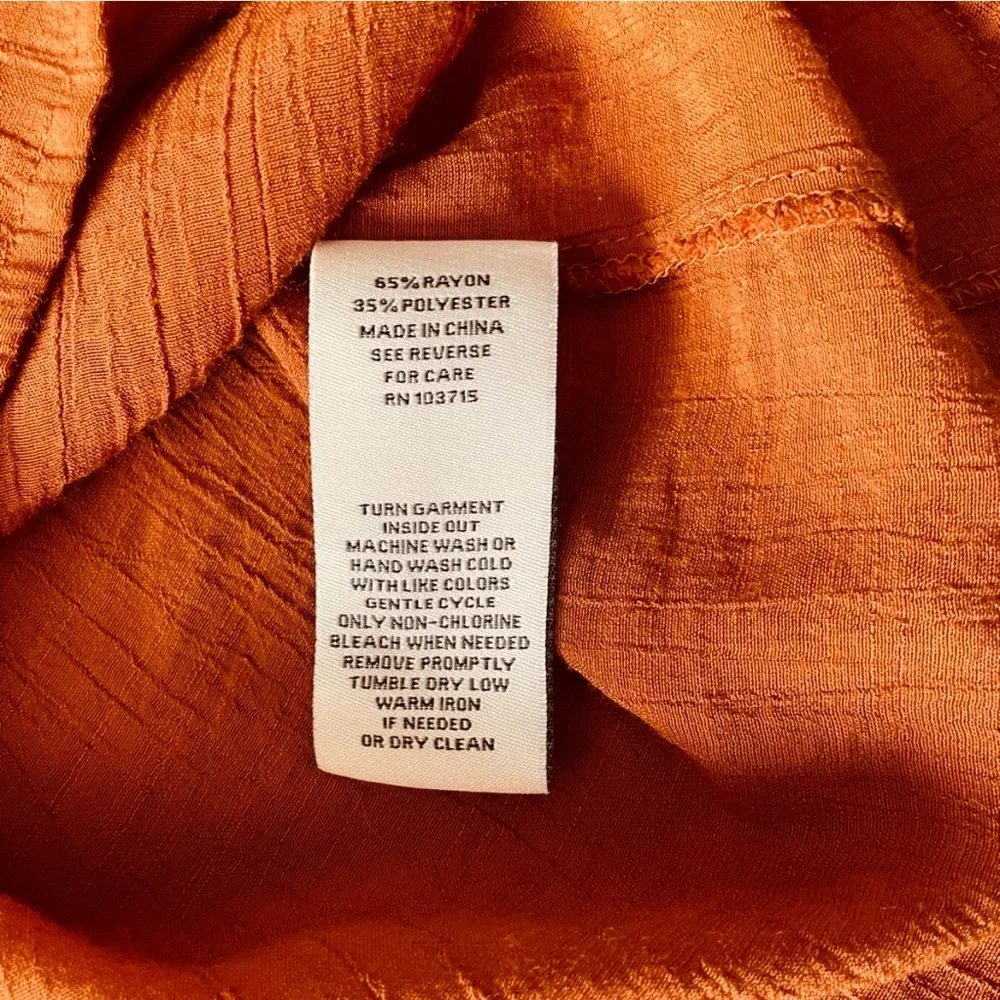 65% RAYON
35% POLYESTER
MADE IN CHINA
SEE REVERSE
FOR CARE
RN 103715
TURN GARMENT
INSIDE OUT
MACHINE WASH OR
HAND WASH COLD
WITH LIKE COLORS
GENTLE CYCLE
ONLY NON-CHLORINE
BLEACH WHEN NEEDED
REMOVE PROMPTLY
TUMBLE DRY LOW
WARM IRON
IF NEEDED
OR DRY CLEAN